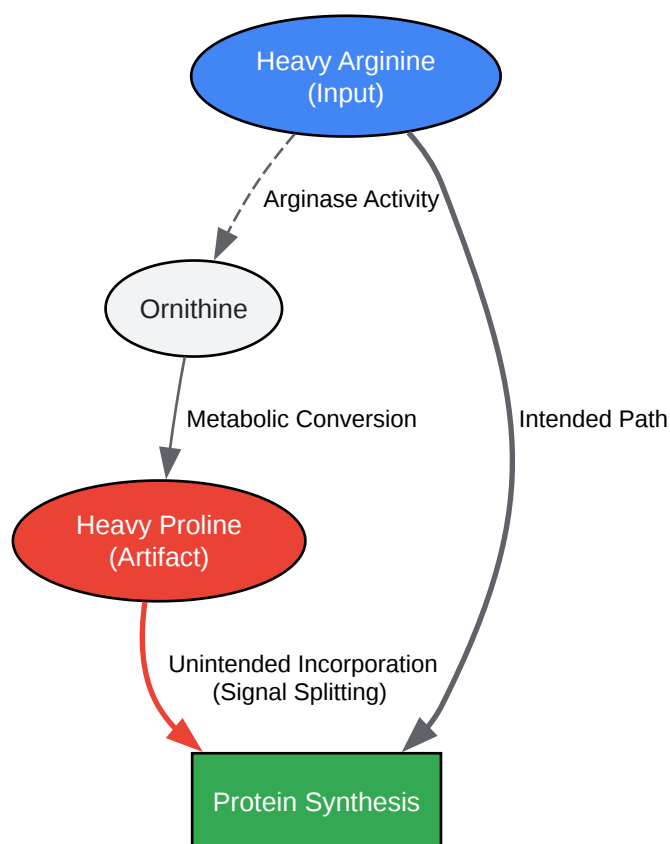 Heavy Arginine
(Input)
Arginase Activity
Ornithine
Metabolic Conversion
Intended Path
Heavy Proline
(Artifact)
Unintended Incorporation
(Signal Splitting)
Protein Synthesis